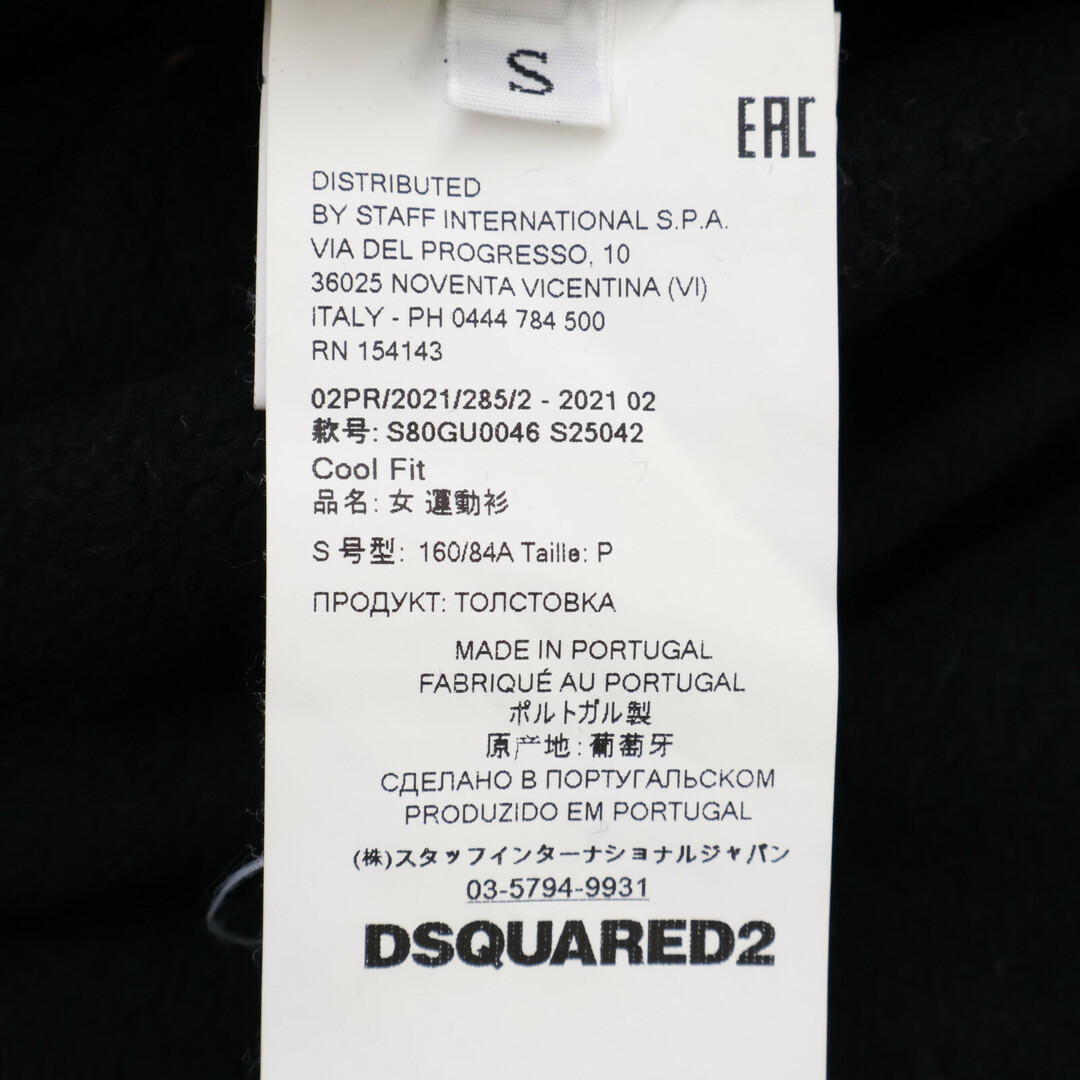 S
EAC
DISTRIBUTED
BY STAFF INTERNATIONAL S.P.A.
VIA DEL PROGRESSO, 10
36025 NOVENTA VICENTINA (VI)
ITALY - PH 0444 784 500
RN 154143
02PR/2021/285/2 - 2021 02
款号: S80GU0046 S25042
Cool Fit
品名: 女 運動衫
S 号型: 160/84A Taille: P
ПРОДУКТ: ТОЛСТОВКА
MADE IN PORTUGAL
FABRIQUÉ AU PORTUGAL
ポルトガル製
原产地: 葡萄牙
СДЕЛАНО В ПОРТУГАЛЬСКОМ
PRODUZIDO EM PORTUGAL
(株)スタッフインターナショナルジャパン
03-5794-9931
DSQUARED2